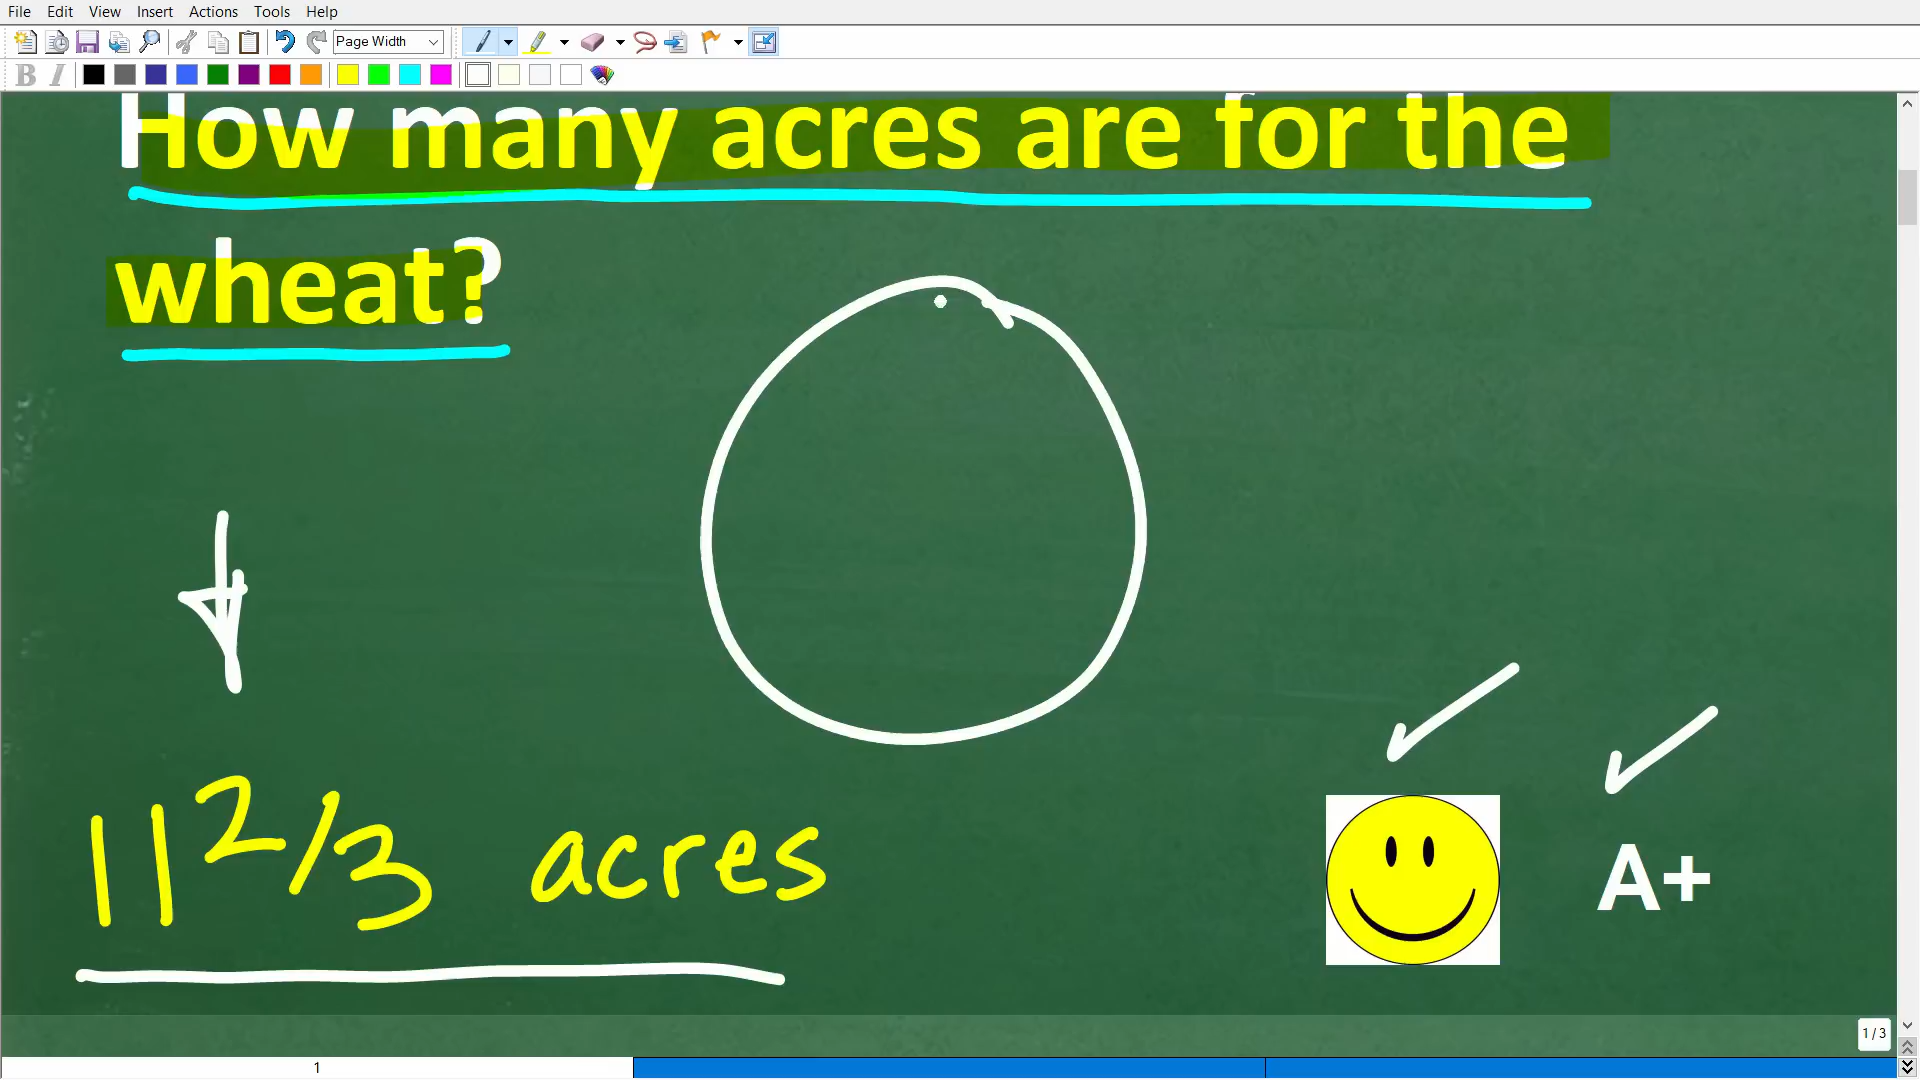 File Edit View Insert Actions Tools Help
Page Width
B I
How many acres are for the
wheat?
11 2/3 acres
A+
1 / 3
1